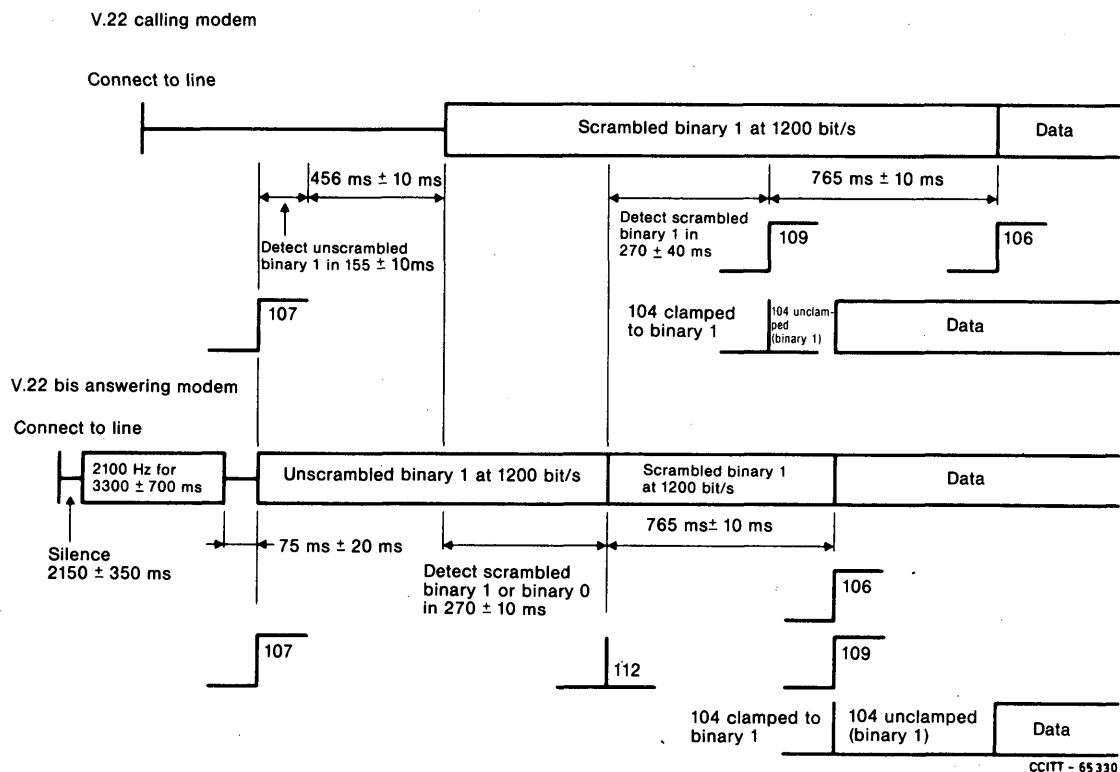 V.22 calling modem
Connect to line
Scrambled binary 1 at 1200 bit/s
Data
456 ms ± 10 ms
765 ms ± 10 ms
Detect unscrambled
binary 1 in 155 ± 10ms
Detect scrambled
binary 1 in
270 ± 40 ms
109
106
107
104 clamped
to binary 1
104 unclam-
ped
(binary 1)
Data
V.22 bis answering modem
Connect to line
2100 Hz for
3300 ± 700 ms
Unscrambled binary 1 at 1200 bit/s
Scrambled binary 1
at 1200 bit/s
Data
Silence
2150 ± 350 ms
75 ms ± 20 ms
765 ms± 10 ms
Detect scrambled
binary 1 or binary 0
in 270 ± 10 ms
106
107
112
109
104 clamped to
binary 1
104 unclamped
(binary 1)
Data
CCITT - 65 330